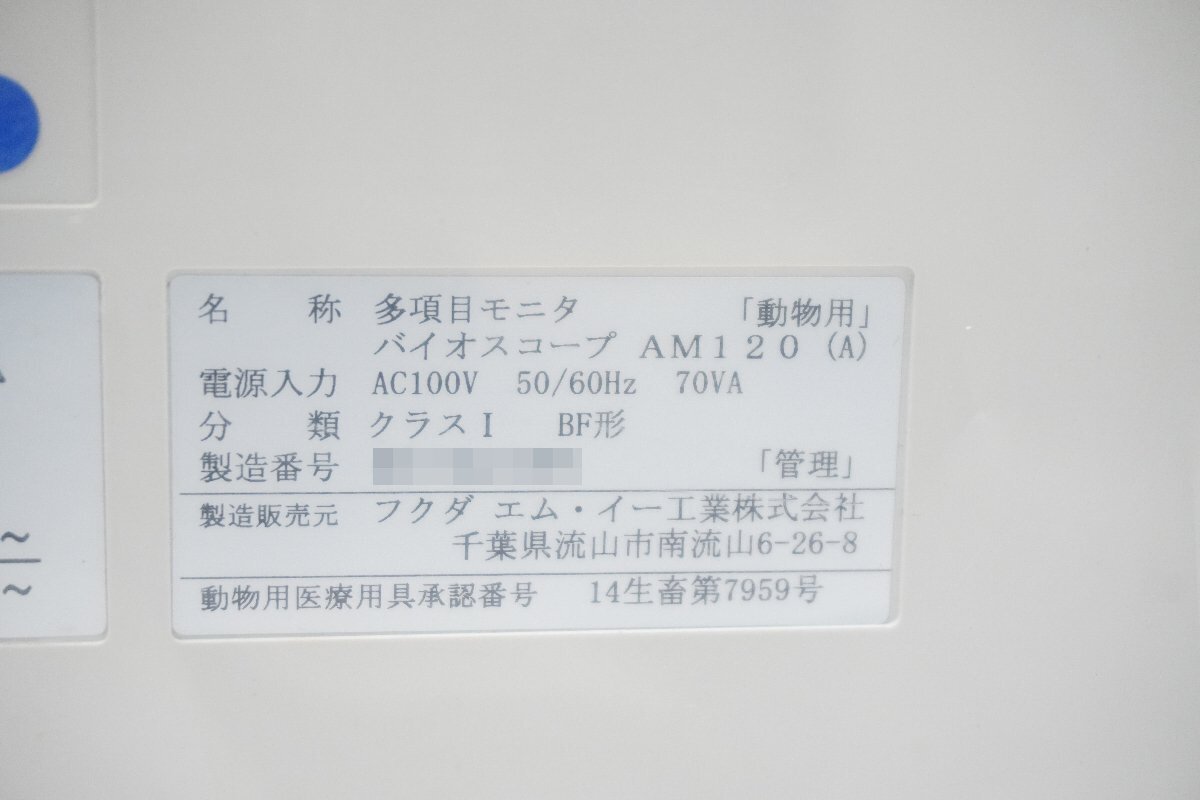 名　　称　多項目モニタ　「動物用」
バイオスコープ　ＡＭ１２０ (A)
電源入力　AC100V　50/60Hz　70VA
分　　類　クラスⅠ　BF形
製造番号　「管理」
製造販売元　フクダ エム・イー工業株式会社
千葉県流山市南流山6-26-8
動物用医療用具承認番号　14生畜第7959号
～
～